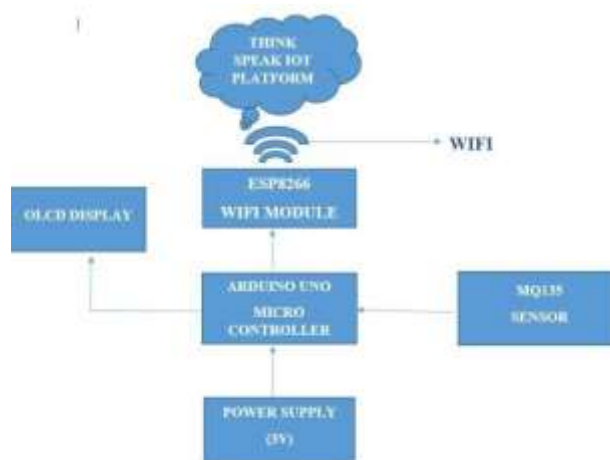 THINK
SPEAK IOT
PLATFORM
WIFI
ESP8266
WIFI MODULE
OLCD DISPLAY
ARDUINO UNO
MICRO
CONTROLLER
MQ135
SENSOR
POWER SUPPLY
(5V)